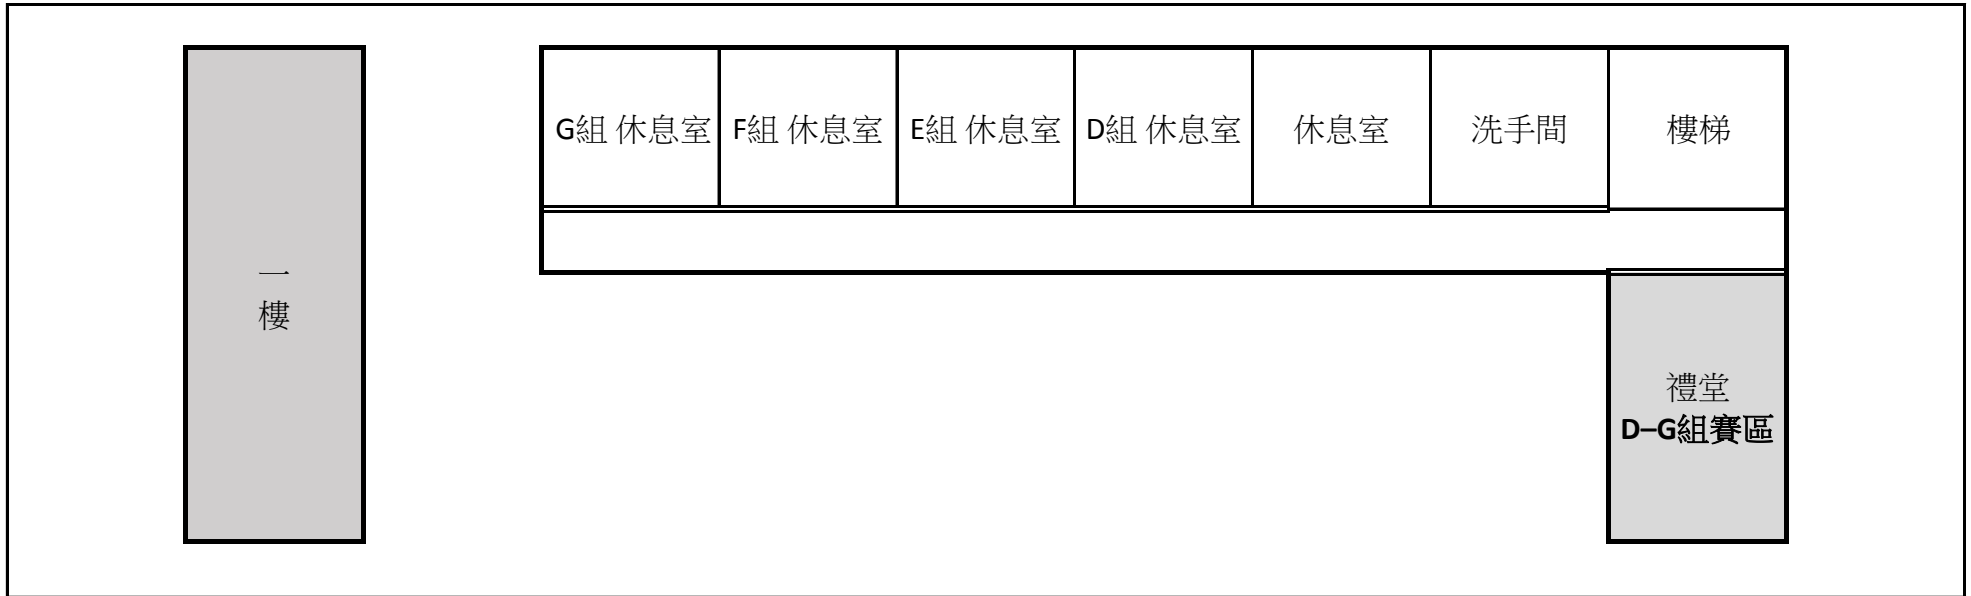 一
樓
G組 休息室
F組 休息室
E組 休息室
D組 休息室
休息室
洗手間
樓梯
禮堂
D–G組賽區